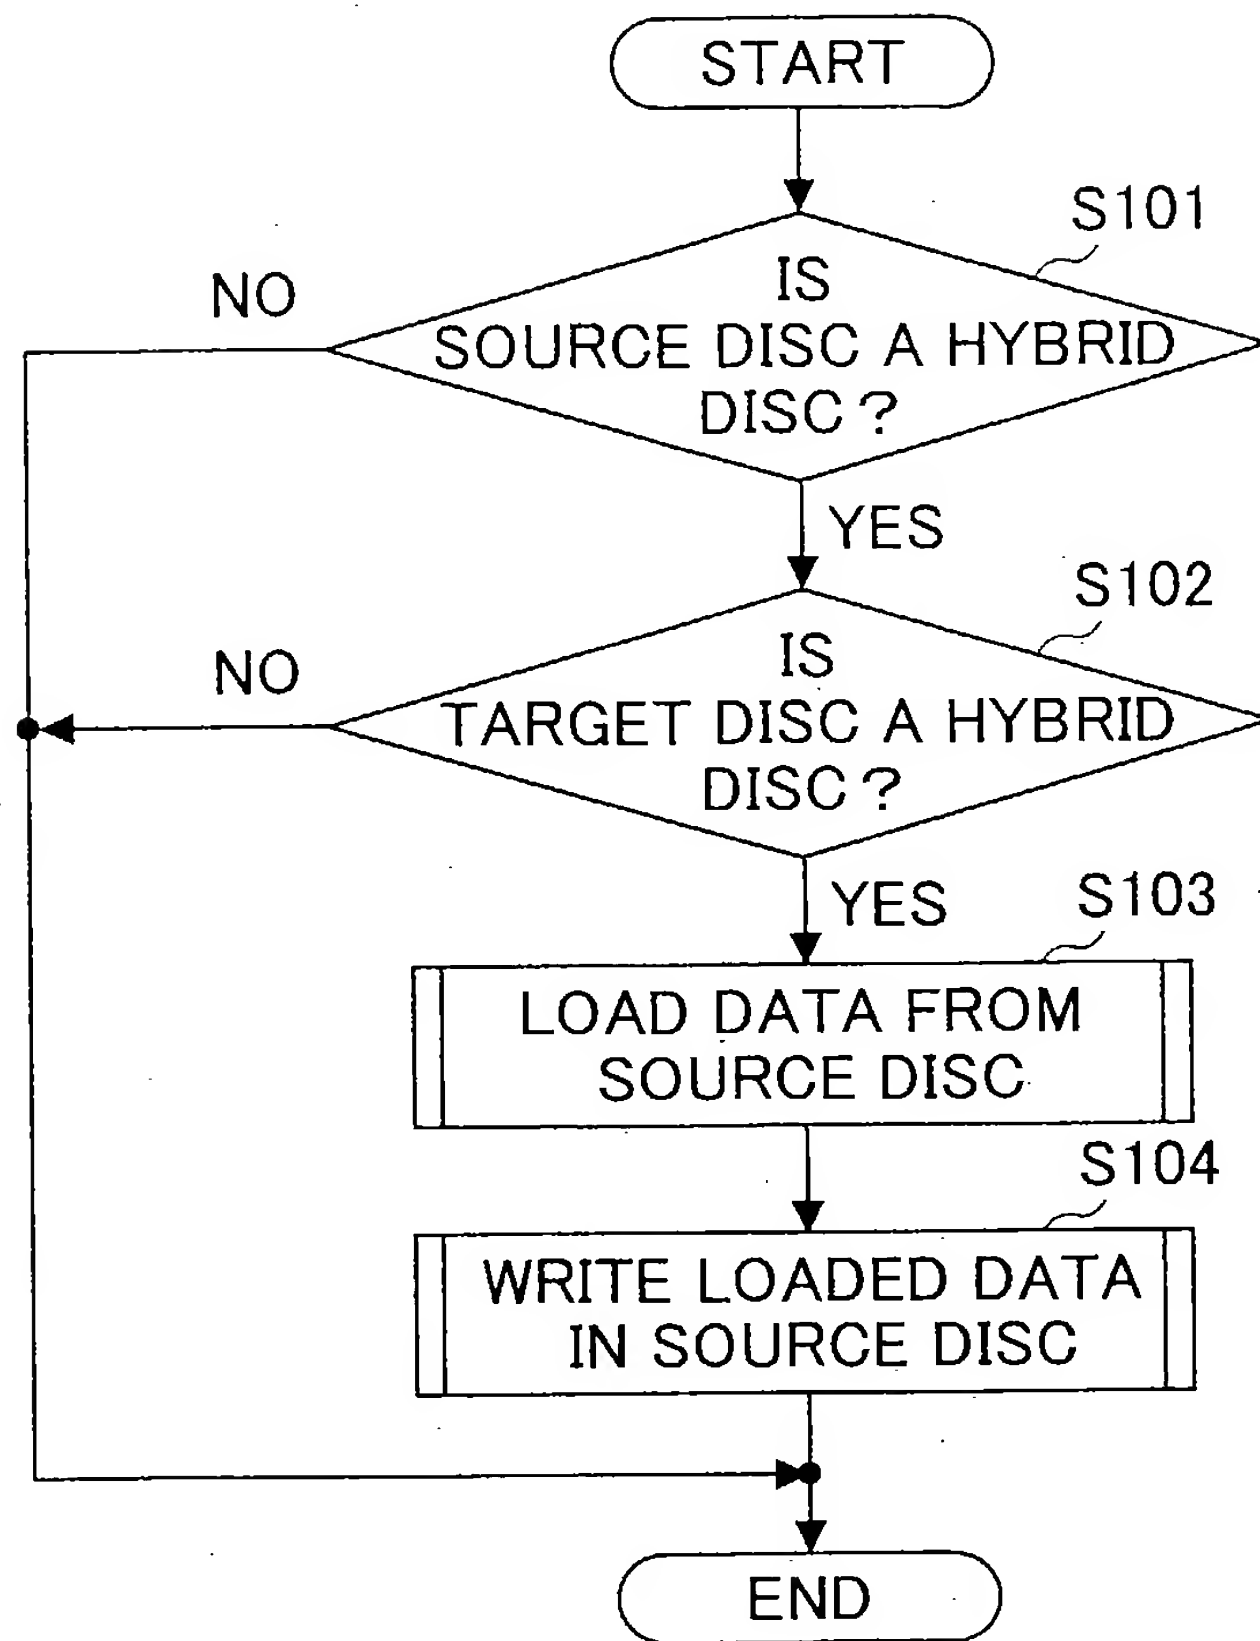 START
S101
NO
IS
SOURCE DISC A HYBRID
DISC?
YES
S102
NO
IS
TARGET DISC A HYBRID
DISC?
YES
S103
LOAD DATA FROM
SOURCE DISC
S104
WRITE LOADED DATA
IN SOURCE DISC
END